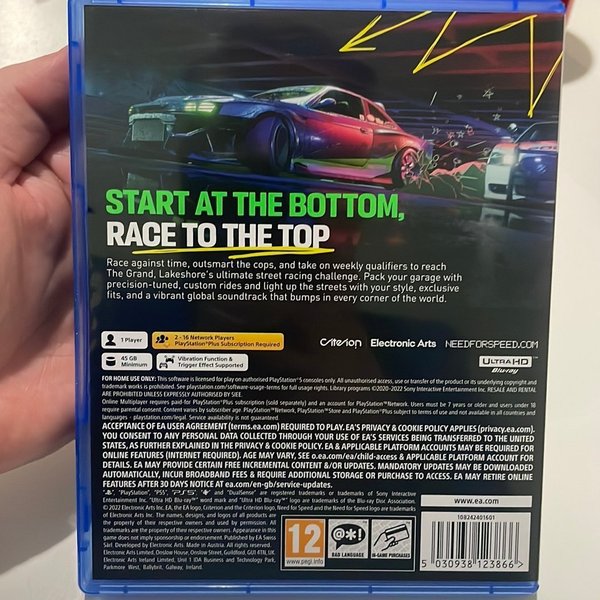 START AT THE BOTTOM,
RACE TO THE TOP
Race against time, outsmart the cops, and take on weekly qualifiers to reach
The Grand, Lakeshore's ultimate street racing challenge. Pack your garage with
precision-tuned, custom rides and light up the streets with your style, exclusive
fits, and a vibrant global soundtrack that bumps in every corner of the world.
1 Player
2 - 16 Network Players
PlayStation®Plus Subscription Required
45 GB
Minimum
Vibration Function &
Trigger Effect Supported
Criterion
Electronic Arts
NEEDFORSPEED.COM
ULTRA HD
Blu-ray
FOR HOME USE ONLY: This software is licensed for play on authorised PlayStation®5 consoles only. All unauthorised access, use or transfer of the product or its underlying copyright and
trademark works is prohibited. See playstation.com/software-usage-terms for full usage rights. Library programs ©2020-2022 Sony Interactive Entertainment Inc. RESALE AND RENTAL
ARE PROHIBITED UNLESS EXPRESSLY AUTHORISED BY SIEE.
Online Multiplayer requires paid-for PlayStation®Plus subscription (sold separately) and an account for PlayStation™Network. Users must be 7 years or older and users under 18
require parental consent. Content varies by subscription age. PlayStation™Network, PlayStation™Store and PlayStation®Plus subject to terms of use and not available in all countries and
languages - playstation.com/legal. Service availability is not guaranteed.
ACCEPTANCE OF EA USER AGREEMENT (terms.ea.com) REQUIRED TO PLAY. EA'S PRIVACY & COOKIE POLICY APPLIES (privacy.ea.com).
YOU CONSENT TO ANY PERSONAL DATA COLLECTED THROUGH YOUR USE OF EA'S SERVICES BEING TRANSFERRED TO THE UNITED
STATES, AS FURTHER EXPLAINED IN THE PRIVACY & COOKIE POLICY. EA & APPLICABLE PLATFORM ACCOUNTS MAY BE REQUIRED FOR
ONLINE FEATURES (INTERNET REQUIRED). AGE MAY VARY, SEE o.ea.com/ea/child-access & APPLICABLE PLATFORM ACCOUNT FOR
DETAILS. EA MAY PROVIDE CERTAIN FREE INCREMENTAL CONTENT &/OR UPDATES. MANDATORY UPDATES MAY BE DOWNLOADED
AUTOMATICALLY, INCUR BROADBAND FEES & REQUIRE ADDITIONAL STORAGE OR PURCHASE TO ACCESS. EA MAY RETIRE ONLINE
FEATURES AFTER 30 DAYS NOTICE AT ea.com/en-gb/service-updates.
"PlayStation", "PS5", and "DualSense" are registered trademarks or trademarks of Sony Interactive
Entertainment Inc. "Ultra HD Blu-ray™" word mark and "Ultra HD Blu-ray™" logo are trademarks of the Blu-ray Disc Association.
© 2022 Electronic Arts Inc. EA, the EA logo, Criterion and the Criterion logo, Need for Speed and the Need for Speed logo are trademarks
of Electronic Arts Inc. The names, designs, and logos of all products are
the property of their respective owners and used by permission. All
trademarks are the property of their respective owners. Appearance in this
game does not imply sponsorship or endorsement. Published by EA Swiss
Sàrl. Developed by Electronic Arts. Made in Austria. All rights reserved.
Electronic Arts Limited, Onslow House, Onslow Street, Guildford, GU1 4TN, UK.
Electronic Arts Ireland Limited, Unit 1 IDA Business and Technology Park,
Parkmore West, Ballybrit, Galway, Ireland.
12
www.pegi.info
@*!
BAD LANGUAGE
IN-GAME PURCHASES
www.ea.com
108242401601
5 030938 123866 >